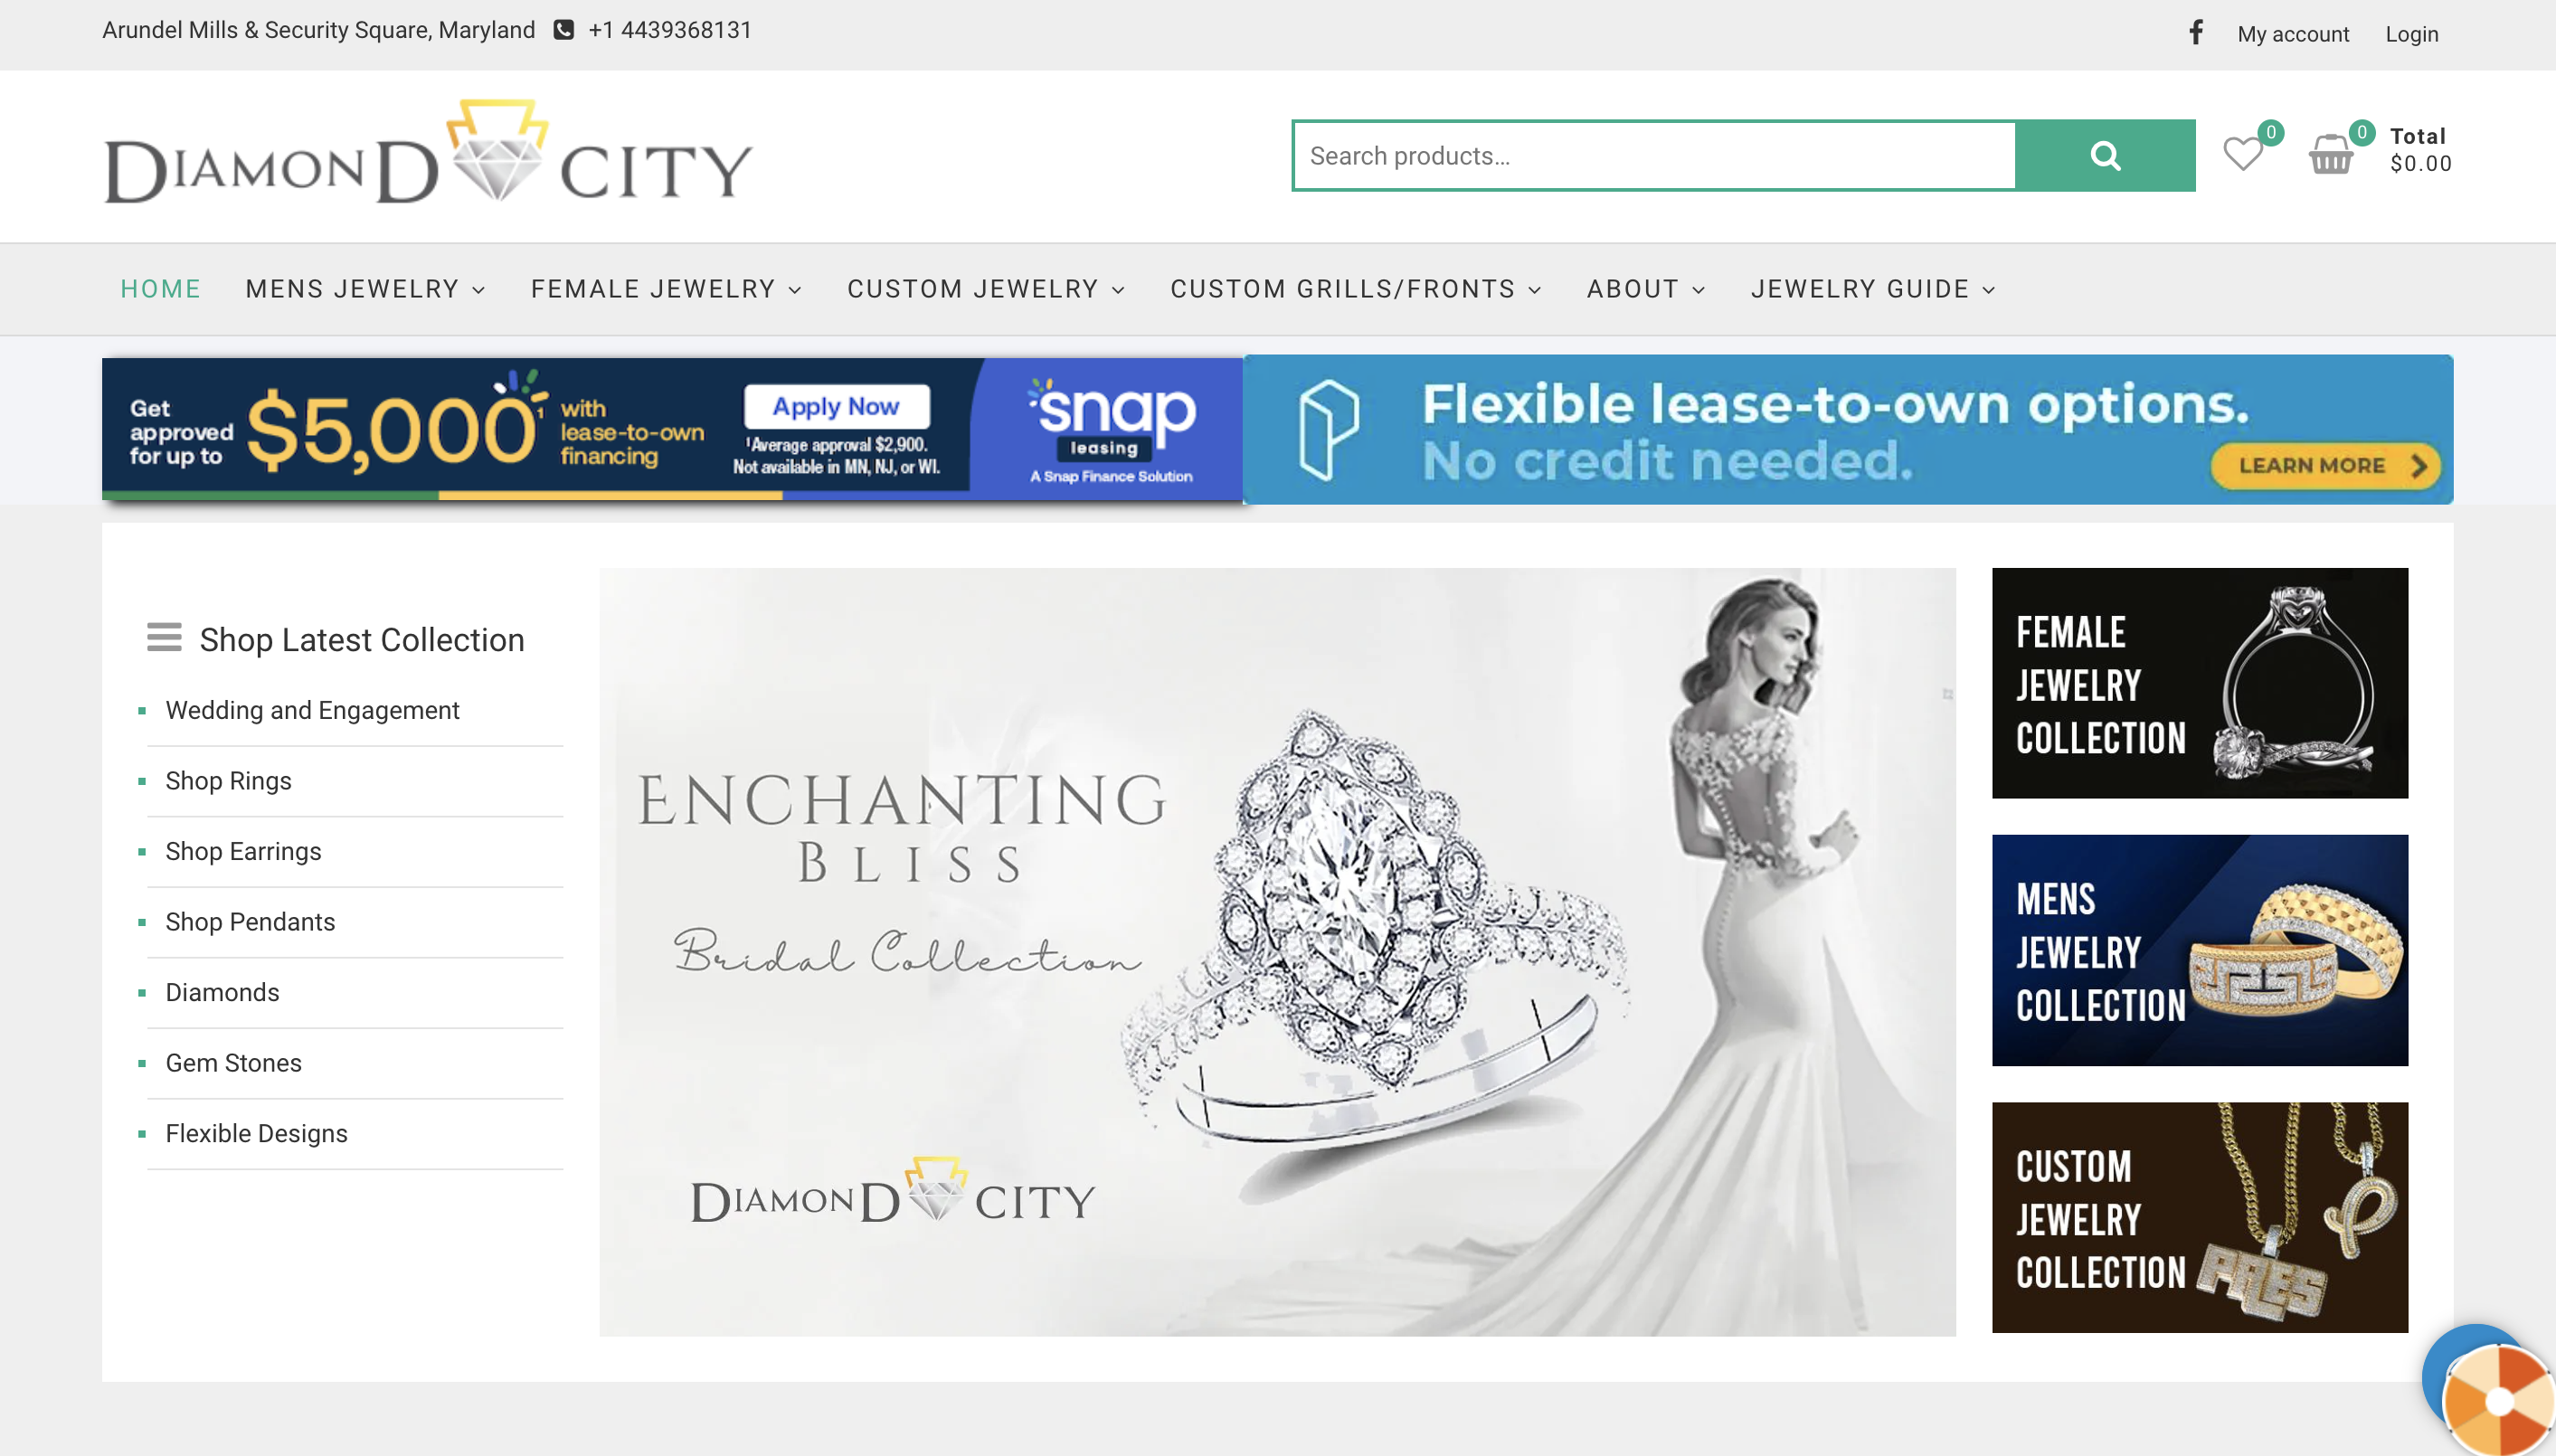 Arundel Mills & Security Square, Maryland +1 4439368131
My account Login
DIAMOND CITY
Search products...
0
0
Total
$0.00
HOME MENS JEWELRY FEMALE JEWELRY CUSTOM JEWELRY CUSTOM GRILLS/FRONTS ABOUT JEWELRY GUIDE
Get
approved
for up to
$5,000¹
with
lease-to-own
financing
Apply Now
¹Average approval $2,900.
Not available in MN, NJ, or WI.
snap
leasing
A Snap Finance Solution
Flexible lease-to-own options.
No credit needed.
LEARN MORE
Shop Latest Collection
Wedding and Engagement
Shop Rings
Shop Earrings
Shop Pendants
Diamonds
Gem Stones
Flexible Designs
ENCHANTING
BLISS
Bridal Collection
DIAMOND CITY
FEMALE
JEWELRY
COLLECTION
MENS
JEWELRY
COLLECTION
CUSTOM
JEWELRY
COLLECTION